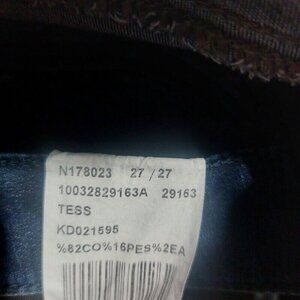 N178023 27 / 27
10032829163A 29163
TESS
KD021595
%82CO%16PES%2EA